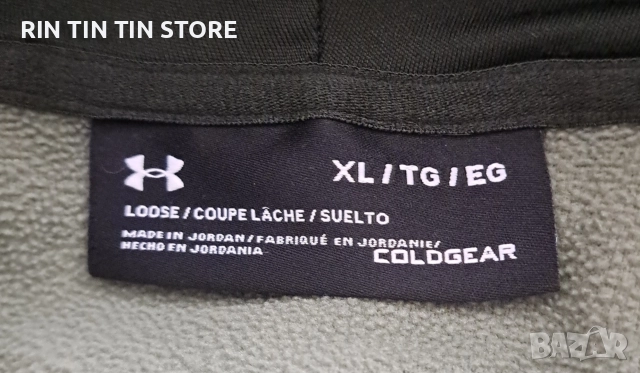 RIN TIN TIN STORE
XL / TG / EG
LOOSE / COUPE LÂCHE / SUELTO
MADE IN JORDAN / FABRIQUÉ EN JORDANIE /
HECHO EN JORDANIA
COLDGEAR
BAZAR